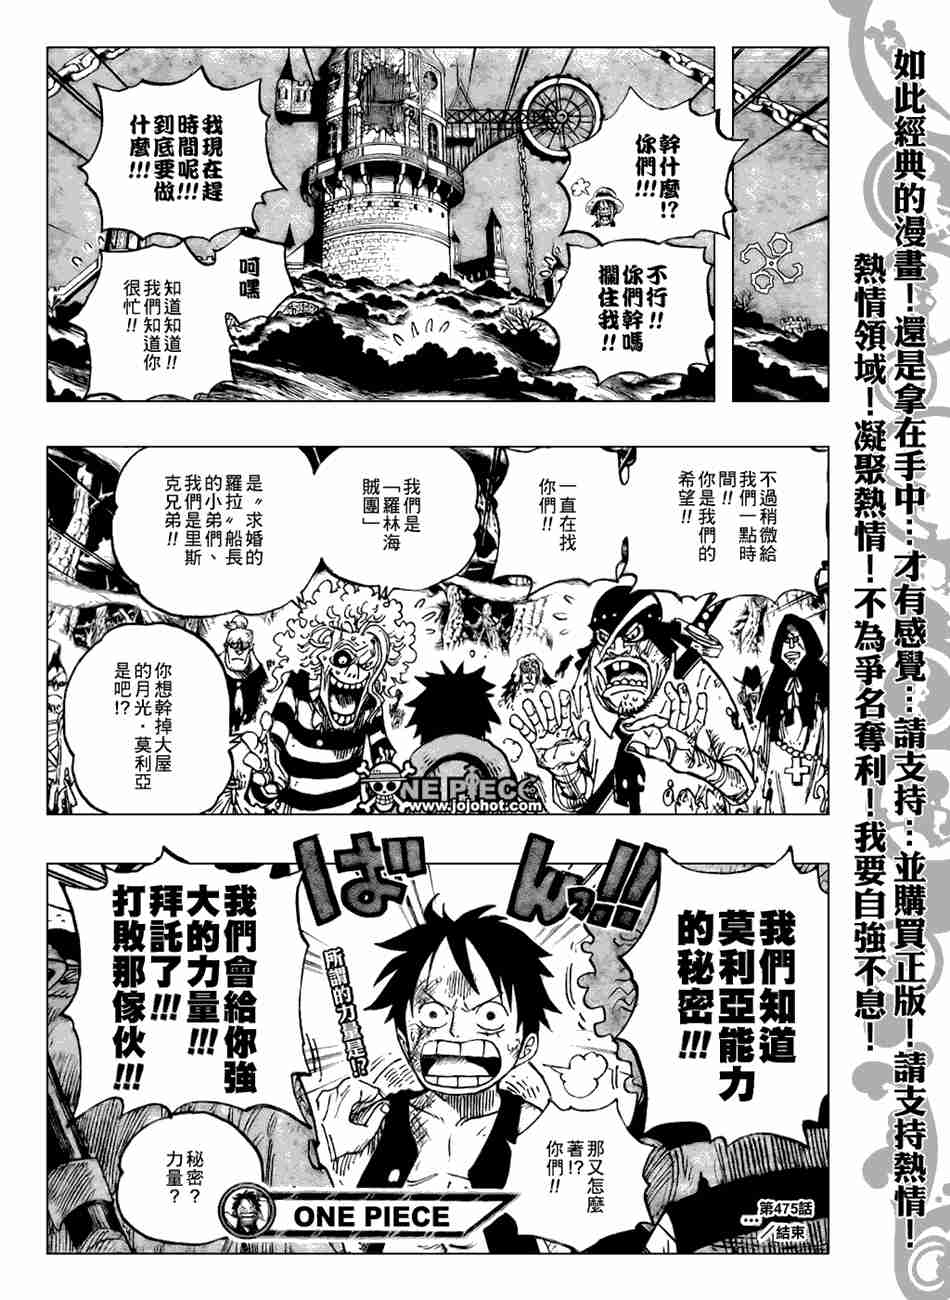 幹什麼!?
你們!!!
不行!!
你們幹嗎
攔住我!!
我現在趕
時間呢!!!
到底要做
什麼!!!
呵嘿
知道知道!!
我們知道你
很忙!!
不過稍微給
我們一點時
間!!
你是我們的
希望!!
一直在找
你們!!
我們是
「羅林海
賊團」
是〝求婚的
羅拉〞船長
的小弟們、
我們是里斯
克兄弟!!
你想幹掉大屋
的月光·莫利亞
是吧!?
ONE PIECE
www.jojohot.com
我們知道
莫利亞能力
的秘密!!!
ばんっ!!
所謂的力量是!?
我們會給你強
大的力量!!!
拜託了!!!
打敗那傢伙!!!
那又怎麼
著!?
你們!!
秘密?
力量?
ONE PIECE
第475話
…／結束
如此經典的漫畫！還是拿在手中…才有感覺…請支持…並購買正版！請支持熱情！
熱情領域！凝聚熱情！不為爭名奪利！我要自強不息！